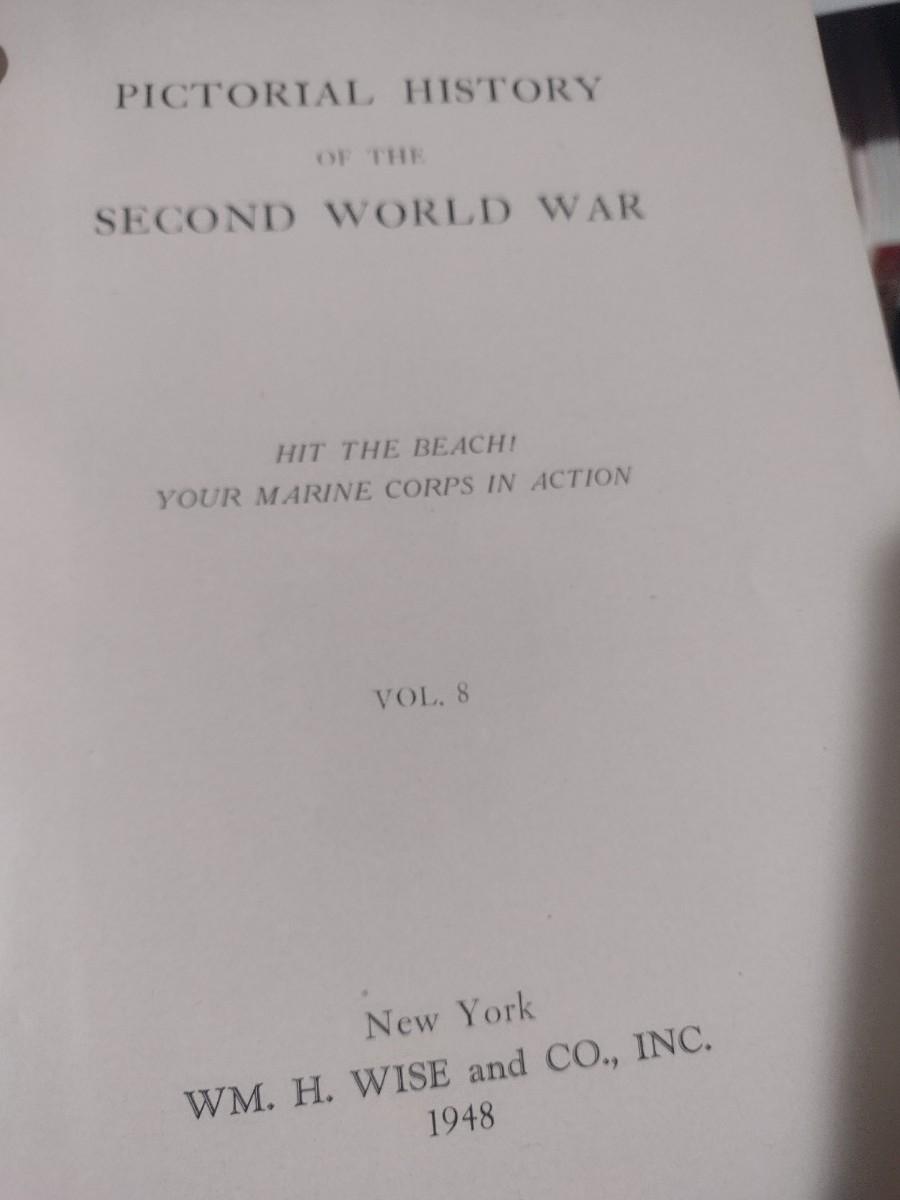 PICTORIAL HISTORY
OF THE
SECOND WORLD WAR
HIT THE BEACH!
YOUR MARINE CORPS IN ACTION
VOL. 8
New York
WM. H. WISE and CO., INC.
1948